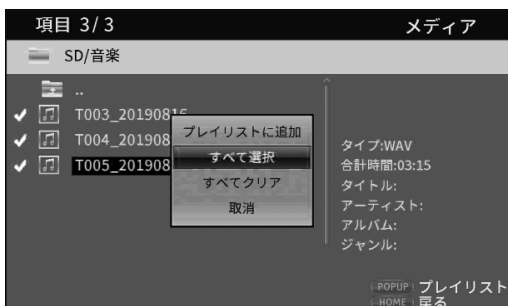 項目 3/3
メディア
SD/音楽
..
T003_20190816
T004_201908
T005_201908
プレイリストに追加
すべて選択
すべてクリア
取消
タイプ:WAV
合計時間:03:15
タイトル:
アーティスト:
アルバム:
ジャンル:
POPUP プレイリスト
HOME 戻る